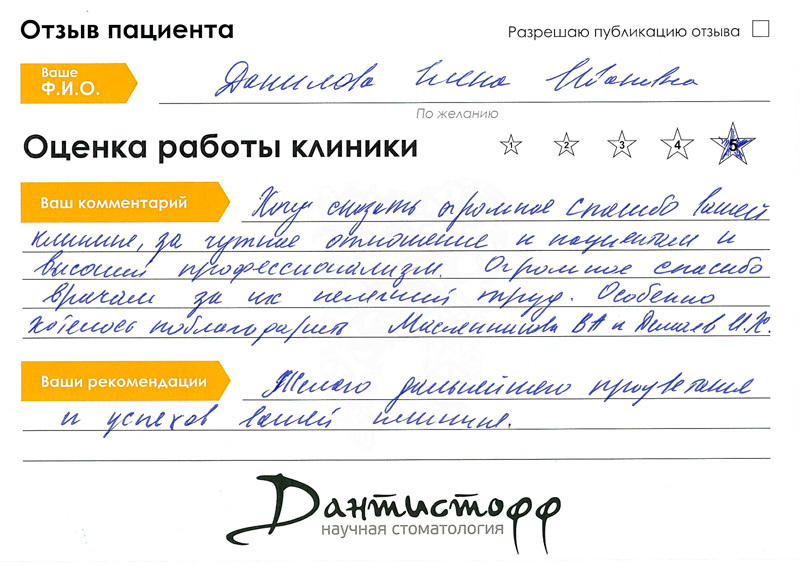 Отзыв пациента
Разрешаю публикацию отзыва
Ваше
Ф.И.О.
Данилова Елена Ивановна
По желанию
Оценка работы клиники
1 2 3 4 5
Ваш комментарий
Хочу сказать огромное спасибо вашей
клинике, за чуткое отношение к пациентам и
высокий профессионализм. Огромное спасибо
врачам за их нелегкий труд. Особенно
хотелось поблагодарить Масленникова ВА и
Ваши рекомендации
Желаю дальнейшего процветания
и успехов вашей клинике.
Дантистофф
научная стоматология